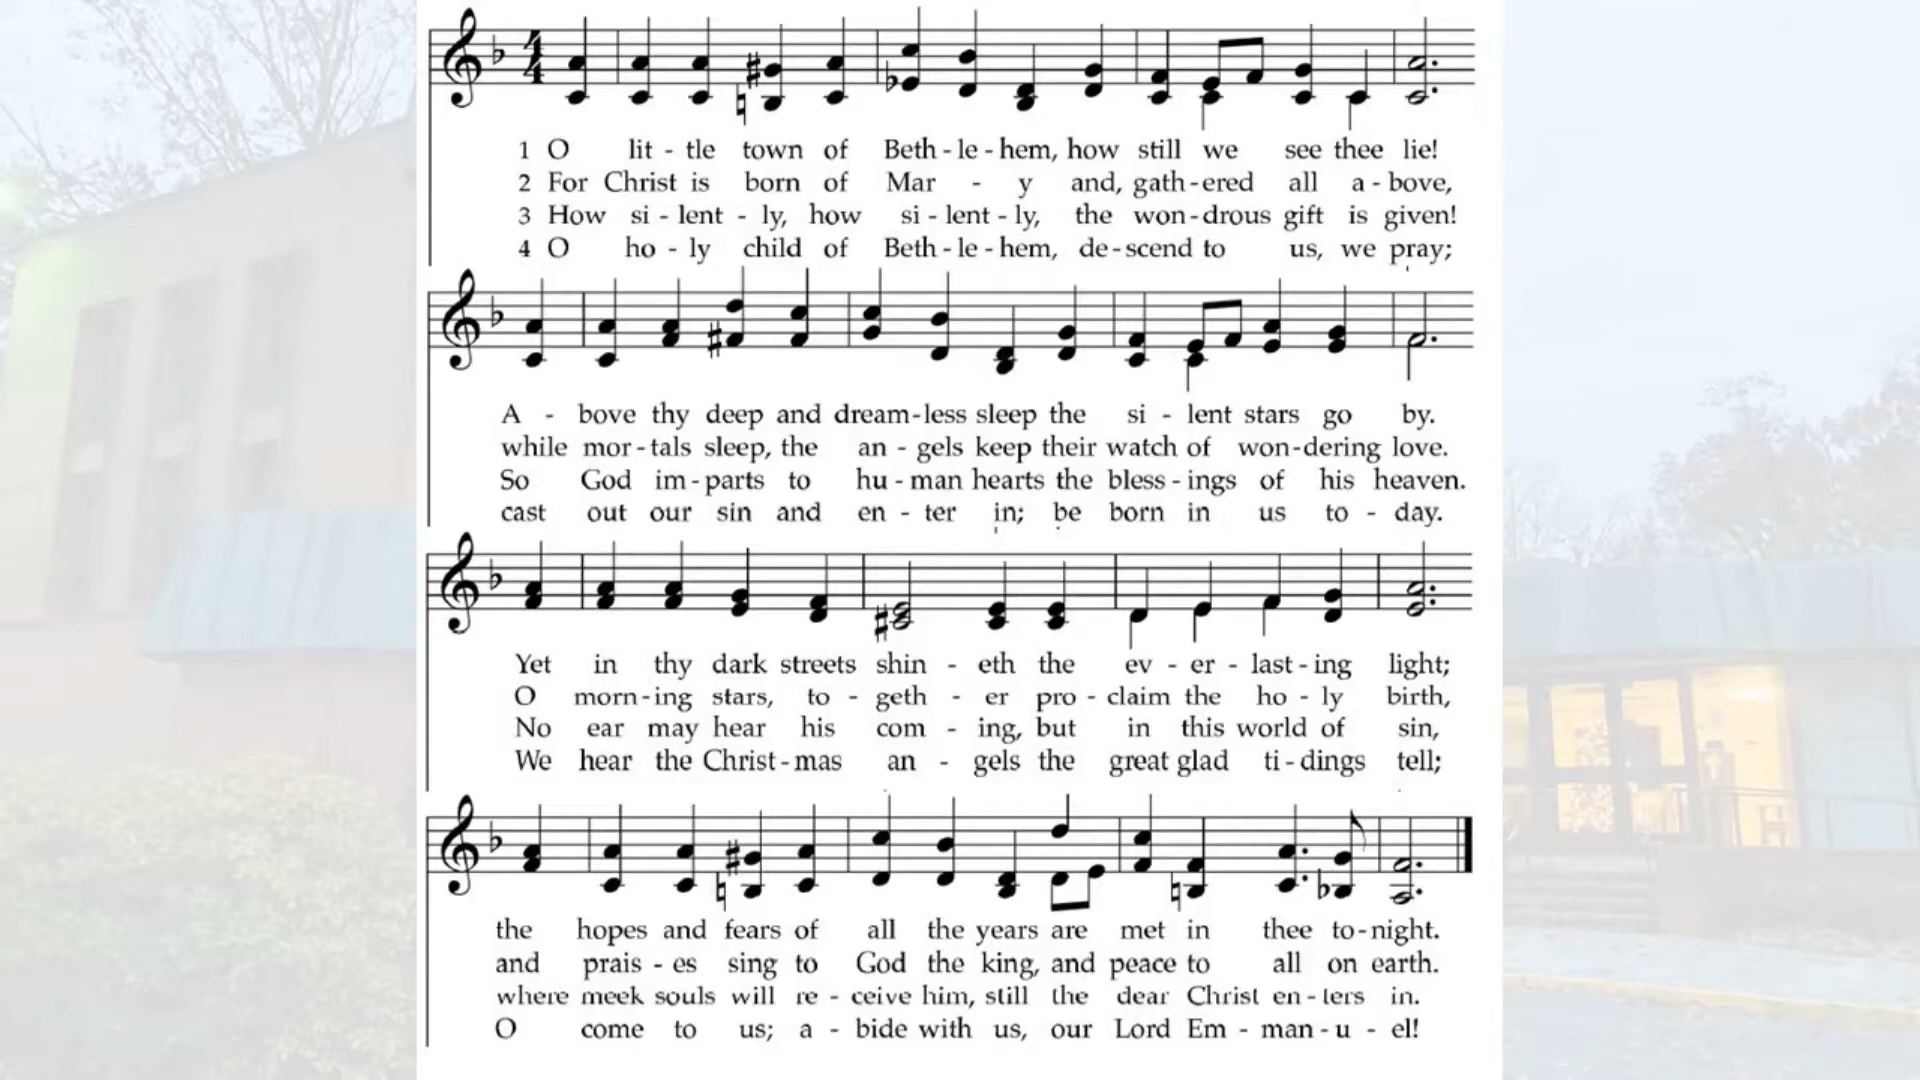 1 O lit - tle town of Beth - le - hem, how still we see thee lie!
2 For Christ is born of Mar - y and, gath - ered all a - bove,
3 How si - lent - ly, how si - lent - ly, the won - drous gift is given!
4 O ho - ly child of Beth - le - hem, de - scend to us, we pray;
A - bove thy deep and dream - less sleep the si - lent stars go by.
while mor - tals sleep, the an - gels keep their watch of won - dering love.
So God im - parts to hu - man hearts the bless - ings of his heaven.
cast out our sin and en - ter in; be born in us to - day.
Yet in thy dark streets shin - eth the ev - er - last - ing light;
O morn - ing stars, to - geth - er pro - claim the ho - ly birth,
No ear may hear his com - ing, but in this world of sin,
We hear the Christ - mas an - gels the great glad ti - dings tell;
the hopes and fears of all the years are met in thee to - night.
and prais - es sing to God the king, and peace to all on earth.
where meek souls will re - ceive him, still the dear Christ en - ters in.
O come to us; a - bide with us, our Lord Em - man - u - el!